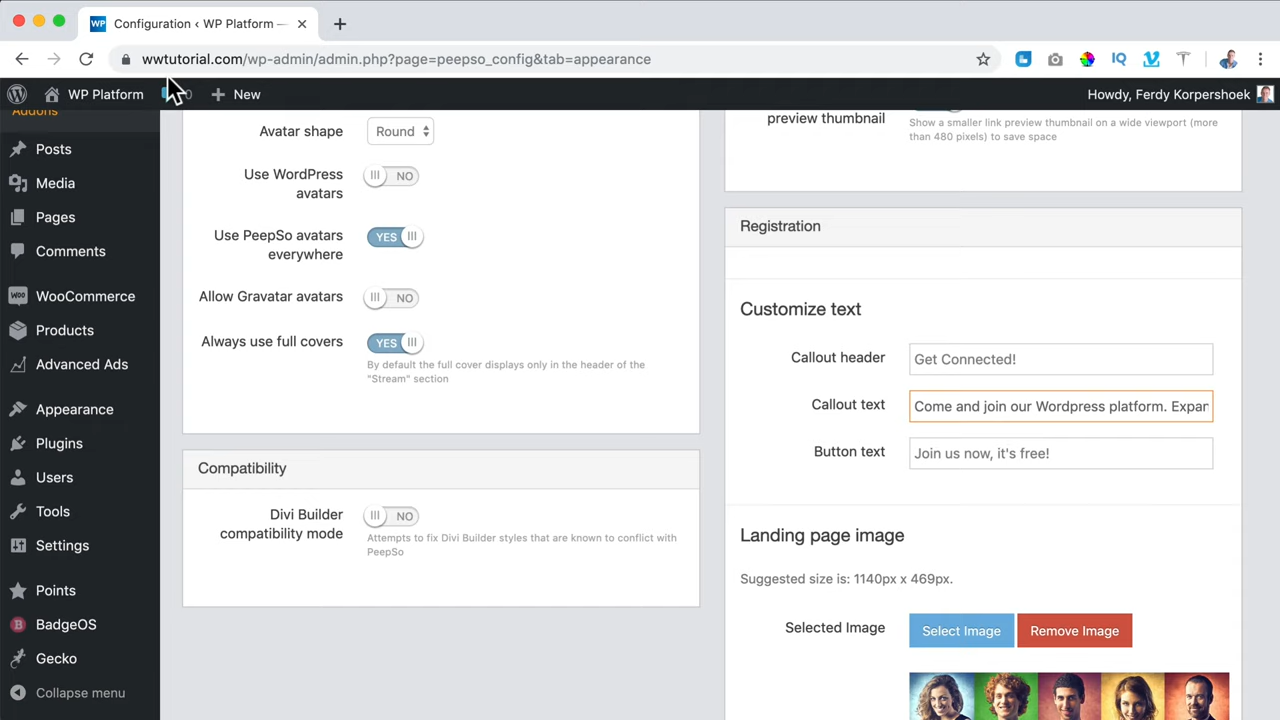 WP Configuration ‹ WP Platform —
wwtutorial.com/wp-admin/admin.php?page=peepso_config&tab=appearance
IQ
WP Platform
0
New
Howdy, Ferdy Korpershoek
Addons
Posts
Media
Pages
Comments
WooCommerce
Products
Advanced Ads
Appearance
Plugins
Users
Tools
Settings
Points
BadgeOS
Gecko
Collapse menu
Avatar shape
Round
Use WordPress
avatars
NO
Use PeepSo avatars
everywhere
YES
Allow Gravatar avatars
NO
Always use full covers
YES
By default the full cover displays only in the header of the
"Stream" section
Compatibility
Divi Builder
compatibility mode
NO
Attempts to fix Divi Builder styles that are known to conflict with
PeepSo
preview thumbnail
Show a smaller link preview thumbnail on a wide viewport (more
than 480 pixels) to save space
Registration
Customize text
Callout header
Get Connected!
Callout text
Come and join our Wordpress platform. Expan
Button text
Join us now, it's free!
Landing page image
Suggested size is: 1140px x 469px.
Selected Image
Select Image
Remove Image